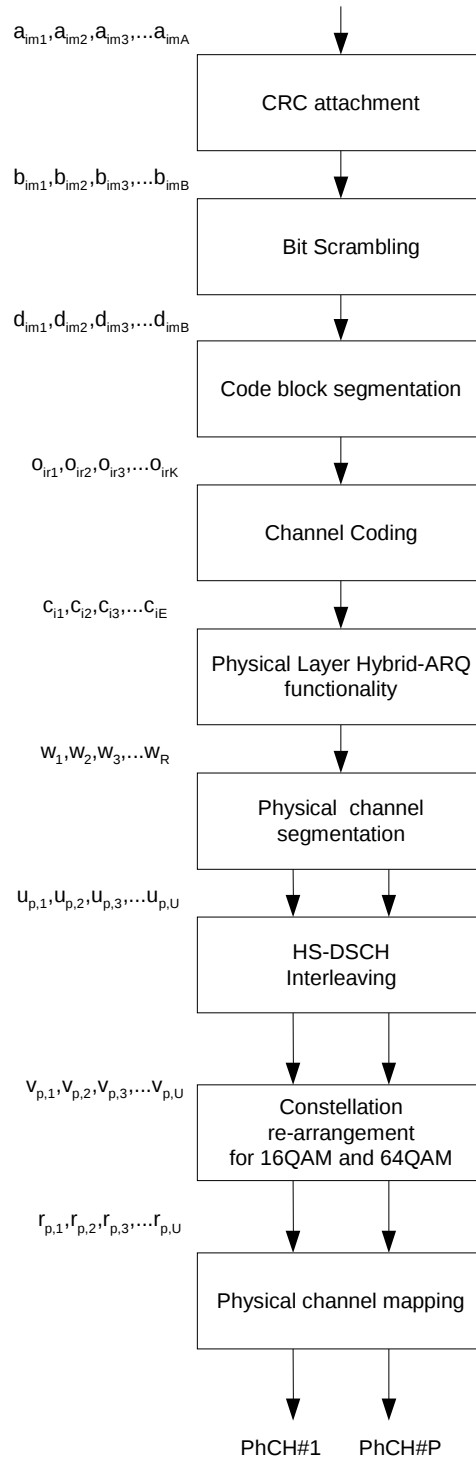 a_im1,a_im2,a_im3,...a_imA
CRC attachment
b_im1,b_im2,b_im3,...b_imB
Bit Scrambling
d_im1,d_im2,d_im3,...d_imB
Code block segmentation
o_ir1,o_ir2,o_ir3,...o_irK
Channel Coding
c_i1,c_i2,c_i3,...c_iE
Physical Layer Hybrid-ARQ
functionality
w_1,w_2,w_3,...w_R
Physical channel
segmentation
u_p,1,u_p,2,u_p,3,...u_p,U
HS-DSCH
Interleaving
v_p,1,v_p,2,v_p,3,...v_p,U
Constellation
re-arrangement
for 16QAM and 64QAM
r_p,1,r_p,2,r_p,3,...r_p,U
Physical channel mapping
PhCH#1 PhCH#P